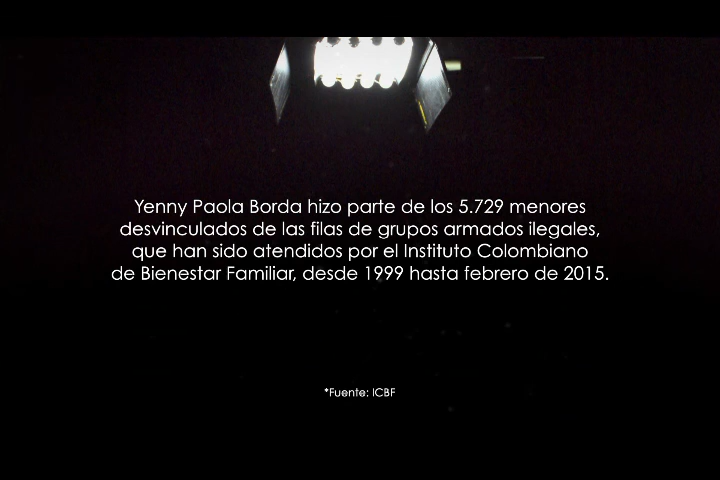 Yenny Paola Borda hizo parte de los 5.729 menores
desvinculados de las filas de grupos armados ilegales,
que han sido atendidos por el Instituto Colombiano
de Bienestar Familiar, desde 1999 hasta febrero de 2015.
*Fuente: ICBF